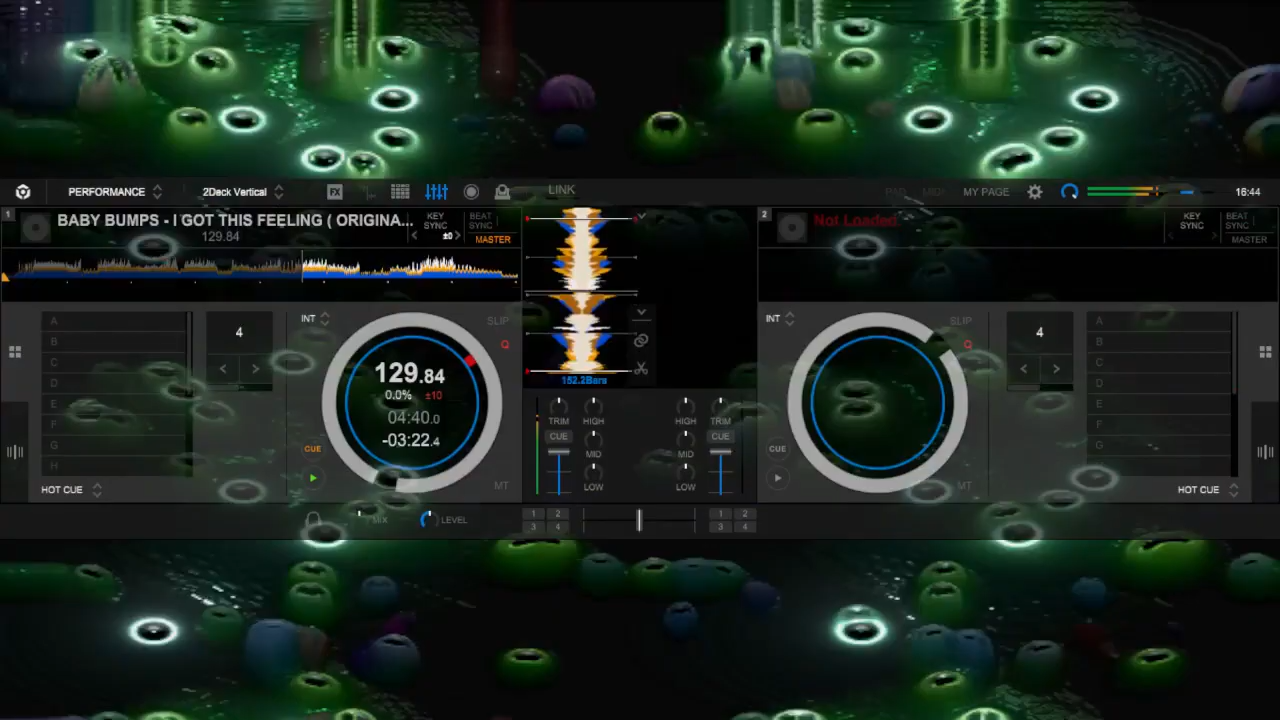 PERFORMANCE 2Deck Vertical FX LINK PAD MIDI MY PAGE 16:44
1 BABY BUMPS - I GOT THIS FEELING ( ORIGINA... KEY SYNC BEAT SYNC
129.84 ±0 MASTER
2 Not Loaded KEY SYNC BEAT SYNC
MASTER
INT SLIP
Q
A
B
C
D
E
F
G
H
4
129.84
0.0% ±10
04:40.0
-03:22.4
CUE
MT
HOT CUE
152.2Bars
TRIM HIGH HIGH TRIM
CUE CUE
MID MID
LOW LOW
INT SLIP
Q
CUE
MT
4
A
B
C
D
E
F
G
HOT CUE
MIX LEVEL
1 2 1 2
3 4 3 4